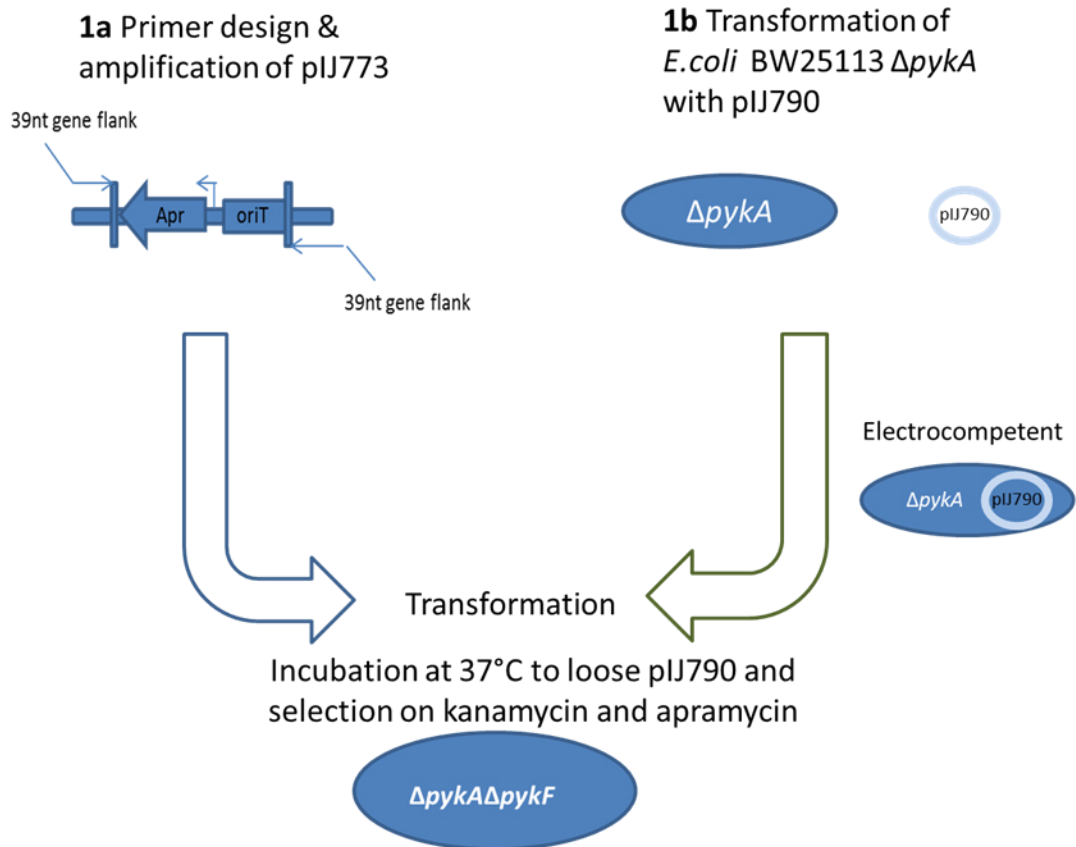 1a Primer design &
amplification of pIJ773
39nt gene flank
Apr
oriT
39nt gene flank
1b Transformation of
E.coli BW25113 ΔpykA
with pIJ790
ΔpykA
pIJ790
Electrocompetent
ΔpykA
pIJ790
Transformation
Incubation at 37°C to loose pIJ790 and
selection on kanamycin and apramycin
ΔpykAΔpykF